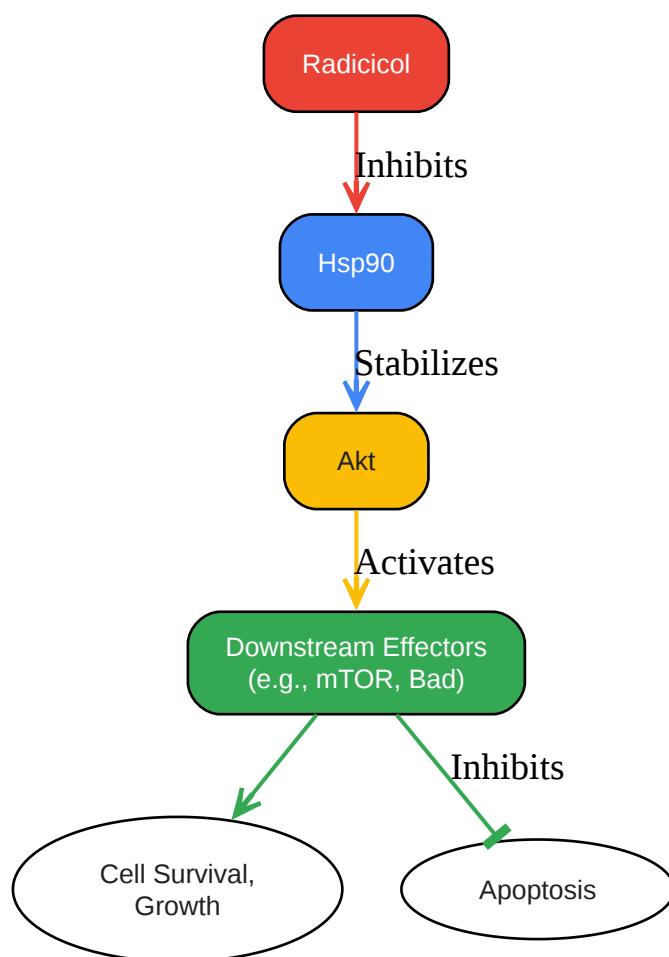 Radicicol
Inhibits
Hsp90
Stabilizes
Akt
Activates
Downstream Effectors
(e.g., mTOR, Bad)
Inhibits
Cell Survival,
Growth
Apoptosis